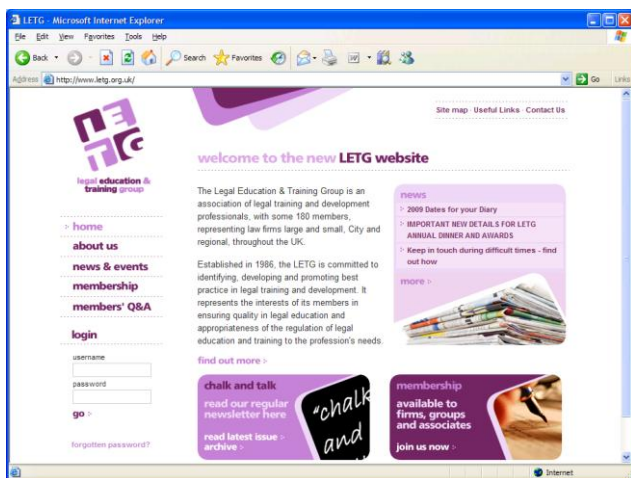 LETG - Microsoft Internet Explorer
File Edit View Favorites Tools Help
Back Search Favorites
Address http://www.letg.org.uk/ Go Links
Site map · Useful Links · Contact Us
NETG
legal education &
training group
welcome to the new LETG website
The Legal Education & Training Group is an
association of legal training and development
professionals, with some 180 members,
representing law firms large and small, City and
regional, throughout the UK.
Established in 1986, the LETG is committed to
identifying, developing and promoting best
practice in legal training and development. It
represents the interests of its members in
ensuring quality in legal education and
appropriateness of the regulation of legal
education and training to the profession's needs.
find out more >
news
> 2009 Dates for your Diary
> IMPORTANT NEW DETAILS FOR LETG
ANNUAL DINNER AND AWARDS
> Keep in touch during difficult times - find
out how
more >
> home
about us
news & events
membership
members' Q&A
login
username
password
go >
forgotten password?
chalk and talk
read our regular
newsletter here
read latest issue >
archive >
"chalk
and
membership
available to
firms, groups
and associates
join us now >
Internet